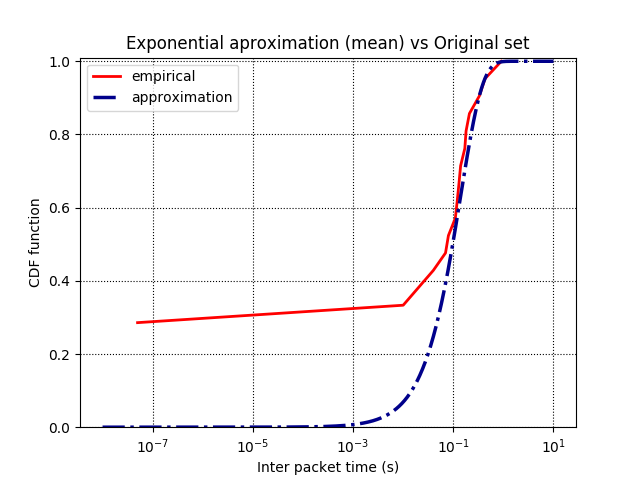 Exponential aproximation (mean) vs Original set
empirical
approximation
1.0
0.8
0.6
0.4
0.2
0.0
CDF function
10⁻⁷
10⁻⁵
10⁻³
10⁻¹
10¹
Inter packet time (s)